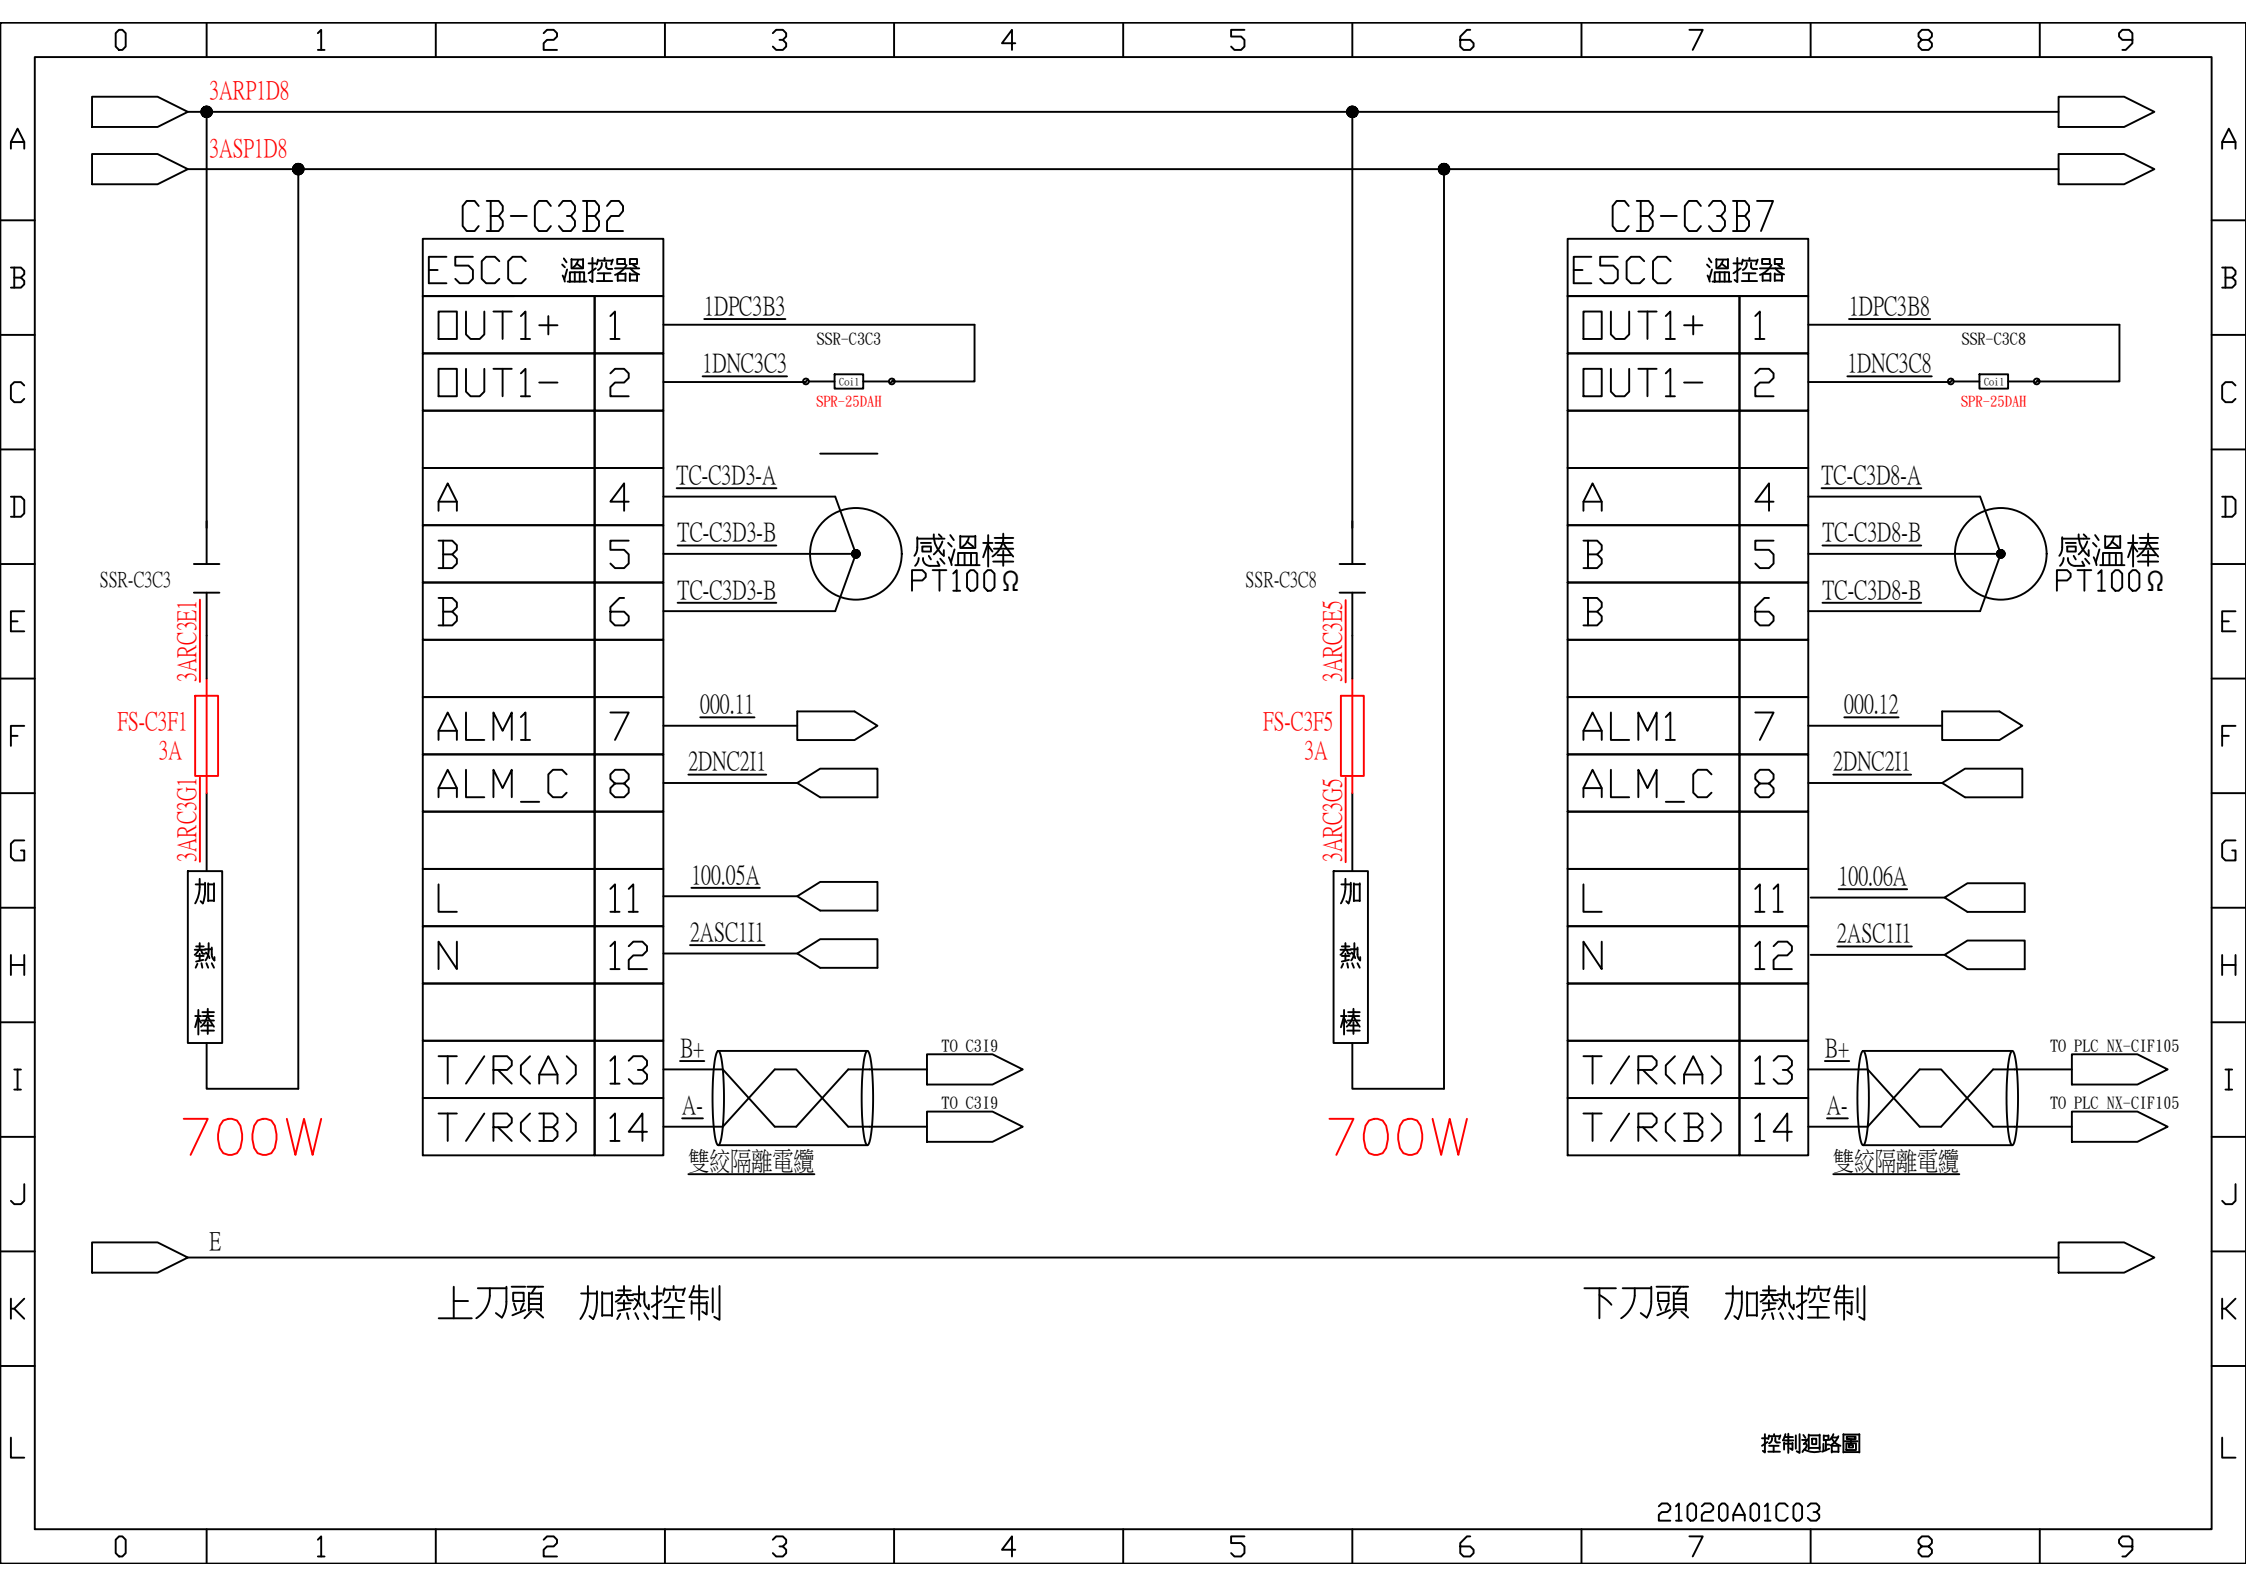 0 1 2 3 4 5 6 7 8 9
3ARP1D8
A A
3ASP1D8
CB-C3B2 CB-C3B7
B B
E5CC 溫控器 E5CC 溫控器
1DPC3B3 1DPC3B8
OUT1+ 1 OUT1+ 1
SSR-C3C3 SSR-C3C8
1DNC3C3 1DNC3C8
C OUT1- 2 Coil OUT1- 2 Coil C
SPR-25DAH SPR-25DAH
TC-C3D3-A TC-C3D8-A
D A 4 A 4 D
TC-C3D3-B TC-C3D8-B
B 5 感溫棒 B 5 感溫棒
PT100Ω PT100Ω
SSR-C3C3 TC-C3D3-B SSR-C3C8 TC-C3D8-B
E B 6 B 6 E
3ARC3E1 3ARC3E5
000.11 000.12
FS-C3F1 ALM1 7 FS-C3F5 ALM1 7
F F
3A 3A
2DNC2I1 2DNC2I1
ALM_C 8 ALM_C 8
3ARC3G1 3ARC3G5
G G
100.05A 100.06A
加 L 11 加 L 11
2ASC1I1 2ASC1I1
熱 N 12 熱 N 12
H H
棒 棒
B+ TO C3I9 B+ TO PLC NX-CIF105
I T/R(A) 13 T/R(A) 13 I
A- TO C3I9 A- TO PLC NX-CIF105
700W T/R(B) 14 700W T/R(B) 14
雙絞隔離電纜 雙絞隔離電纜
J J
E
上刀頭 加熱控制 下刀頭 加熱控制
K K
L 控制迴路圖 L
21020A01C03
0 1 2 3 4 5 6 7 8 9